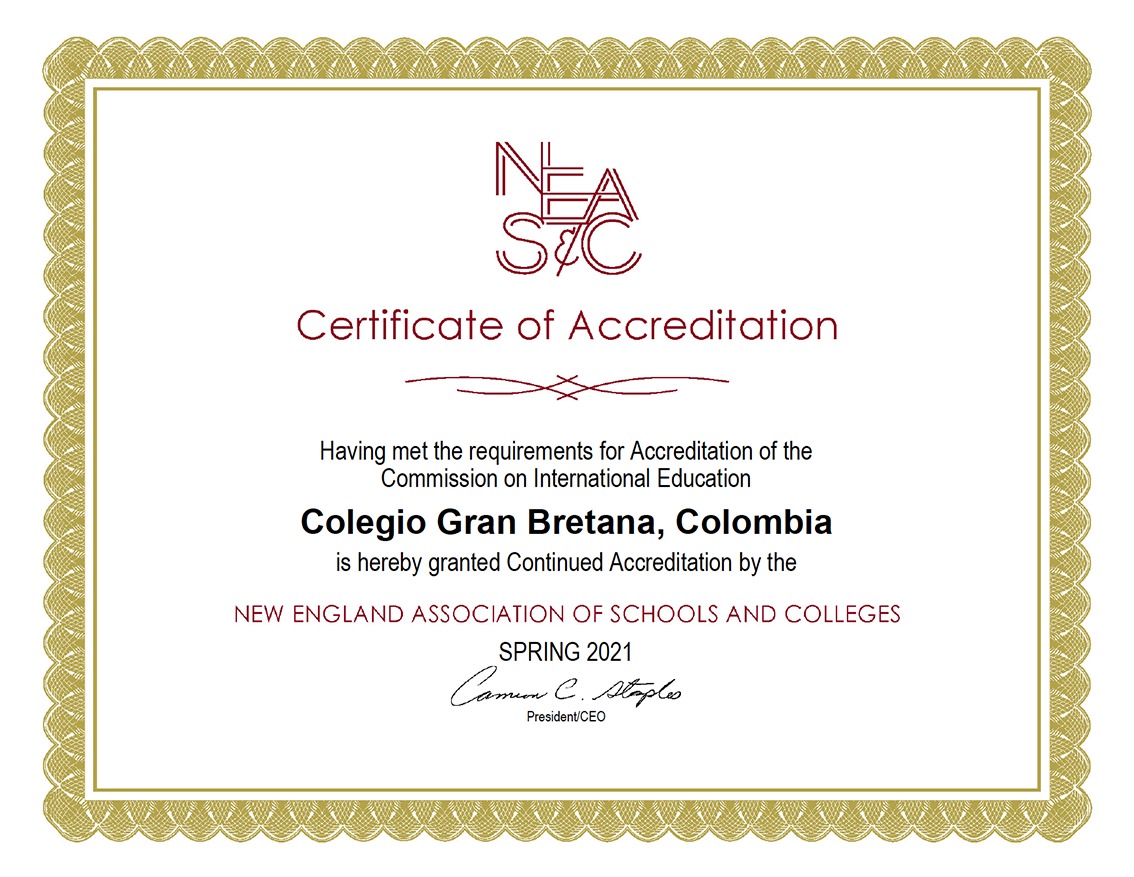 NEA
S&C
Certificate of Accreditation
Having met the requirements for Accreditation of the
Commission on International Education
Colegio Gran Bretana, Colombia
is hereby granted Continued Accreditation by the
NEW ENGLAND ASSOCIATION OF SCHOOLS AND COLLEGES
SPRING 2021
Cameron C. Staples
President/CEO